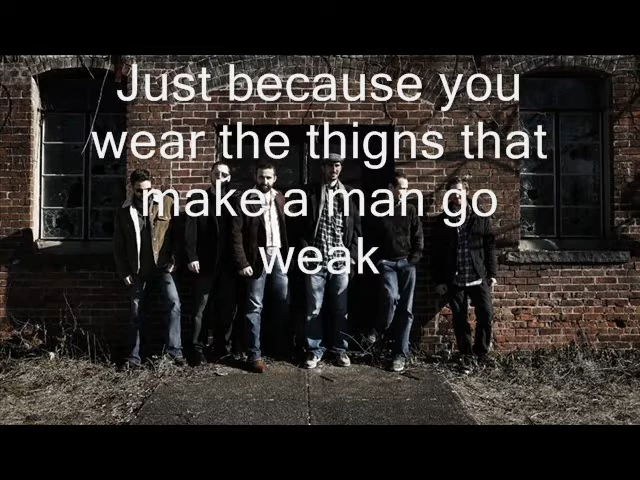 Just because you
wear the thigns that
make a man go
weak